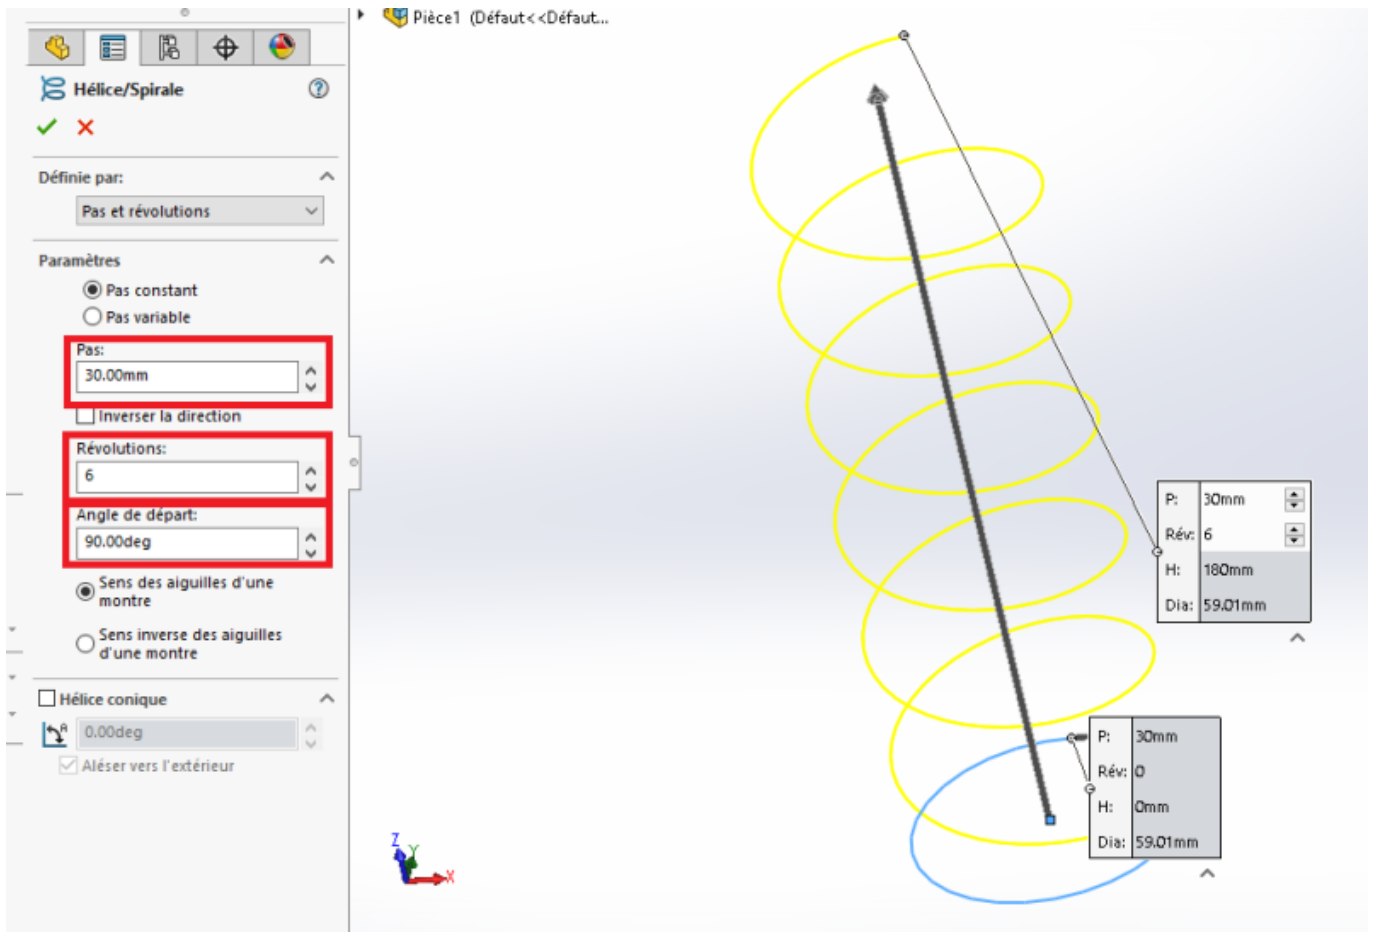 Pièce1 (Défaut<<Défaut...
Hélice/Spirale
Définie par:
Pas et révolutions
Paramètres
Pas constant
Pas variable
Pas:
30.00mm
Inverser la direction
Révolutions:
6
Angle de départ:
90.00deg
Sens des aiguilles d'une
montre
Sens inverse des aiguilles
d'une montre
Hélice conique
0.00deg
Aléser vers l'extérieur
P: 30mm
Rév: 6
H: 180mm
Dia: 59.01mm
P: 30mm
Rév: 0
H: 0mm
Dia: 59.01mm
Z
Y
X